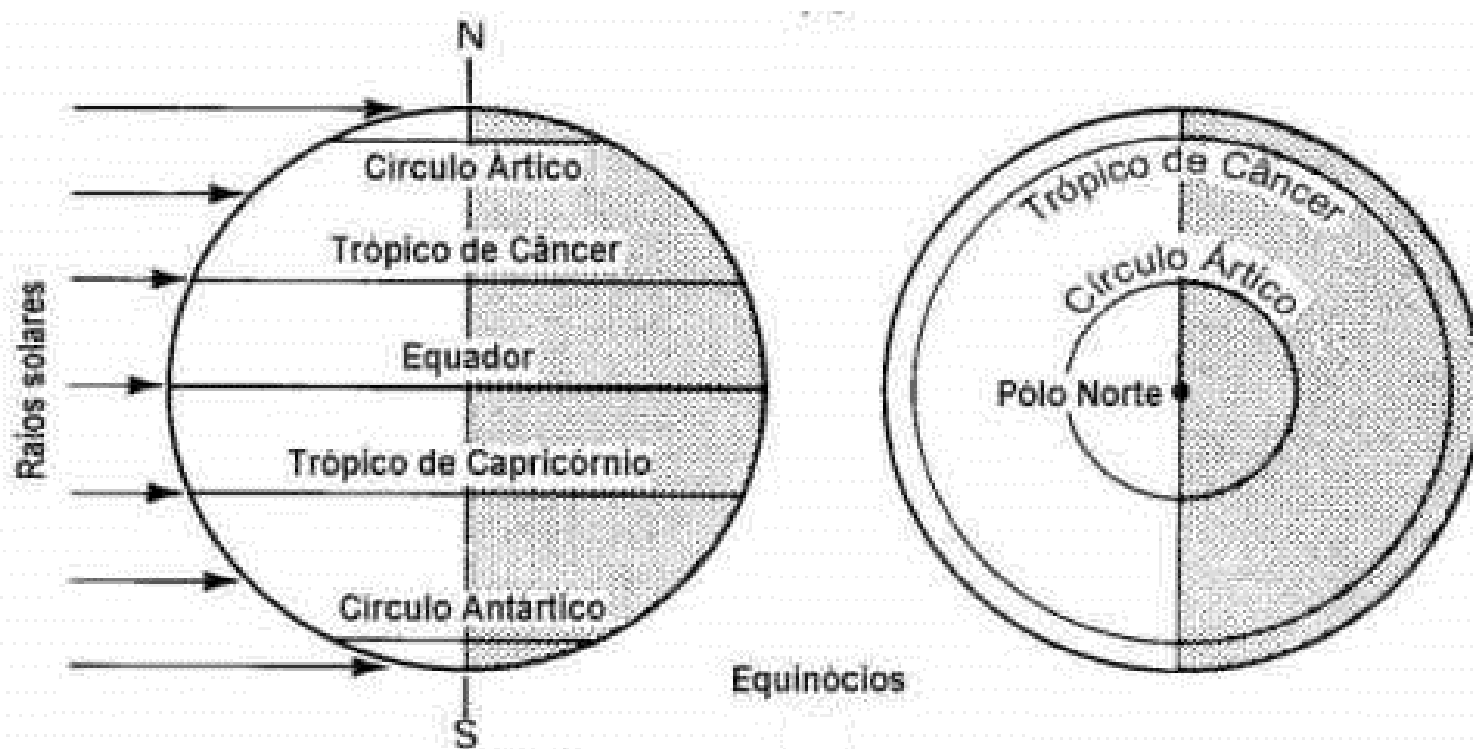 N
Círculo Àrtico
Trópico de Câncer
Equador
Trópico de Capricórnio
Círculo Antártico
S
Raios solares
Trópico de Câncer
Círculo Ártico
Pólo Norte
Equinócios